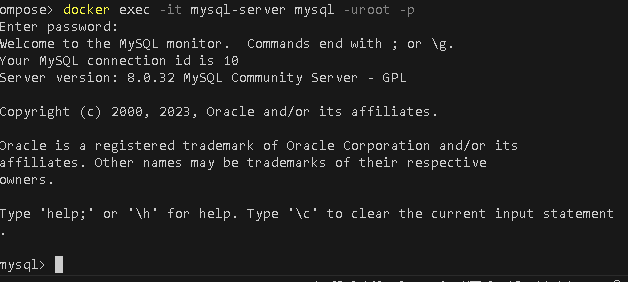 ompose> docker exec -it mysql-server mysql -uroot -p
Enter password:
Welcome to the MySQL monitor.  Commands end with ; or \g.
Your MySQL connection id is 10
Server version: 8.0.32 MySQL Community Server - GPL
Copyright (c) 2000, 2023, Oracle and/or its affiliates.
Oracle is a registered trademark of Oracle Corporation and/or its
affiliates. Other names may be trademarks of their respective
owners.
Type 'help;' or '\h' for help. Type '\c' to clear the current input statement
.
mysql>